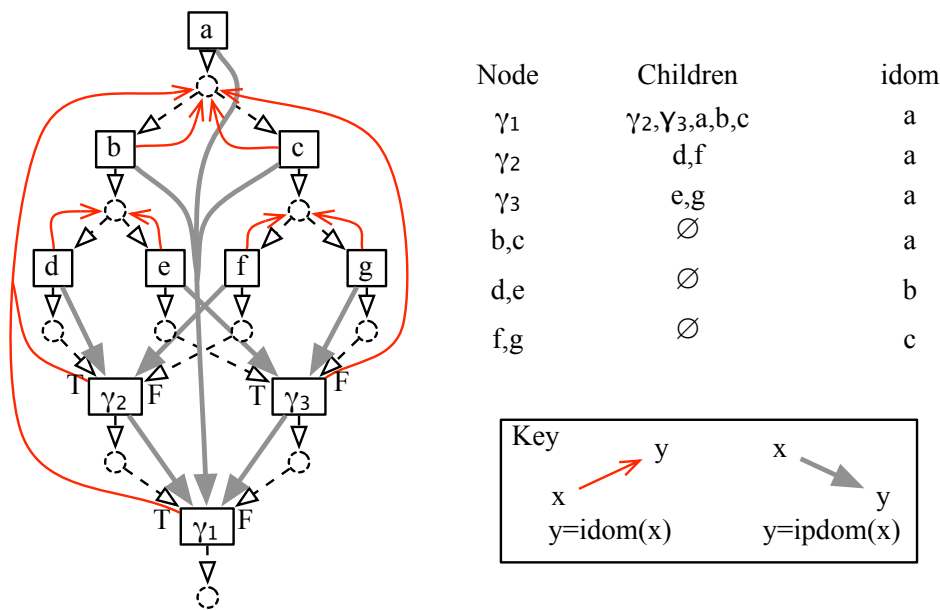 a
b c
d e f g
T γ₂ F T γ₃ F
T γ₁ F
Node Children idom
γ₁ γ₂,γ₃,a,b,c a
γ₂ d,f a
γ₃ e,g a
b,c ∅ a
d,e ∅ b
f,g ∅ c
Key
x y x y
y=idom(x) y=ipdom(x)